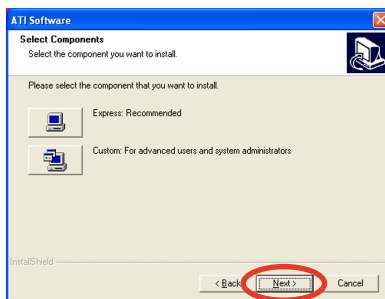 ATI Software
Select Components
Select the component you want to install.
Please select the component that you want to install.
Express: Recommended
Custom: For advanced users and system administrators
InstallShield
< Back
Next >
Cancel